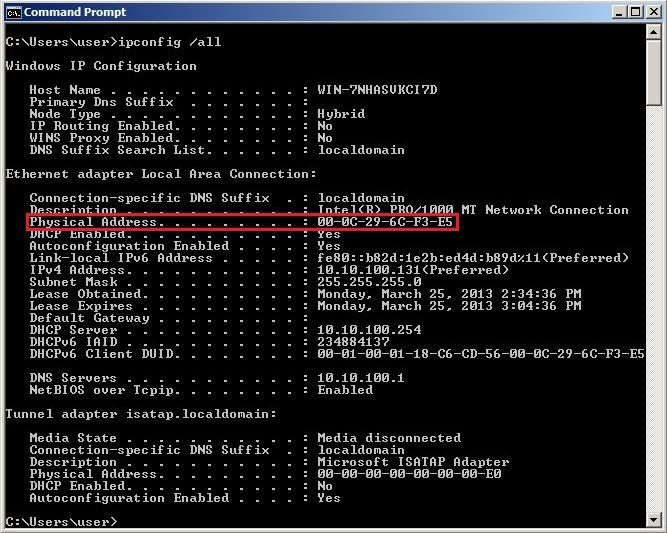 Command Prompt
C:\Users\user>ipconfig /all
Windows IP Configuration
Host Name . . . . . . . . . . . . : WIN-7NHASVKCI7D
Primary Dns Suffix . . . . . . . :
Node Type . . . . . . . . . . . . : Hybrid
IP Routing Enabled. . . . . . . . : No
WINS Proxy Enabled. . . . . . . . : No
DNS Suffix Search List. . . . . . : localdomain
Ethernet adapter Local Area Connection:
Connection-specific DNS Suffix . : localdomain
Description . . . . . . . . . . . : Intel(R) PRO/1000 MT Network Connection
Physical Address. . . . . . . . . : 00-0C-29-6C-F3-E5
DHCP Enabled. . . . . . . . . . . : Yes
Autoconfiguration Enabled . . . . : Yes
Link-local IPv6 Address . . . . . : fe80::b82d:1e2b:ed4d:b89d%11(Preferred)
IPv4 Address. . . . . . . . . . . : 10.10.100.131(Preferred)
Subnet Mask . . . . . . . . . . . : 255.255.255.0
Lease Obtained. . . . . . . . . . : Monday, March 25, 2013 2:34:36 PM
Lease Expires . . . . . . . . . . : Monday, March 25, 2013 3:04:36 PM
Default Gateway . . . . . . . . . :
DHCP Server . . . . . . . . . . . : 10.10.100.254
DHCPv6 IAID . . . . . . . . . . . : 234884137
DHCPv6 Client DUID. . . . . . . . : 00-01-00-01-18-C6-CD-56-00-0C-29-6C-F3-E5
DNS Servers . . . . . . . . . . . : 10.10.100.1
NetBIOS over Tcpip. . . . . . . . : Enabled
Tunnel adapter isatap.localdomain:
Media State . . . . . . . . . . . : Media disconnected
Connection-specific DNS Suffix . : localdomain
Description . . . . . . . . . . . : Microsoft ISATAP Adapter
Physical Address. . . . . . . . . : 00-00-00-00-00-00-00-E0
DHCP Enabled. . . . . . . . . . . : No
Autoconfiguration Enabled . . . . : Yes
C:\Users\user>